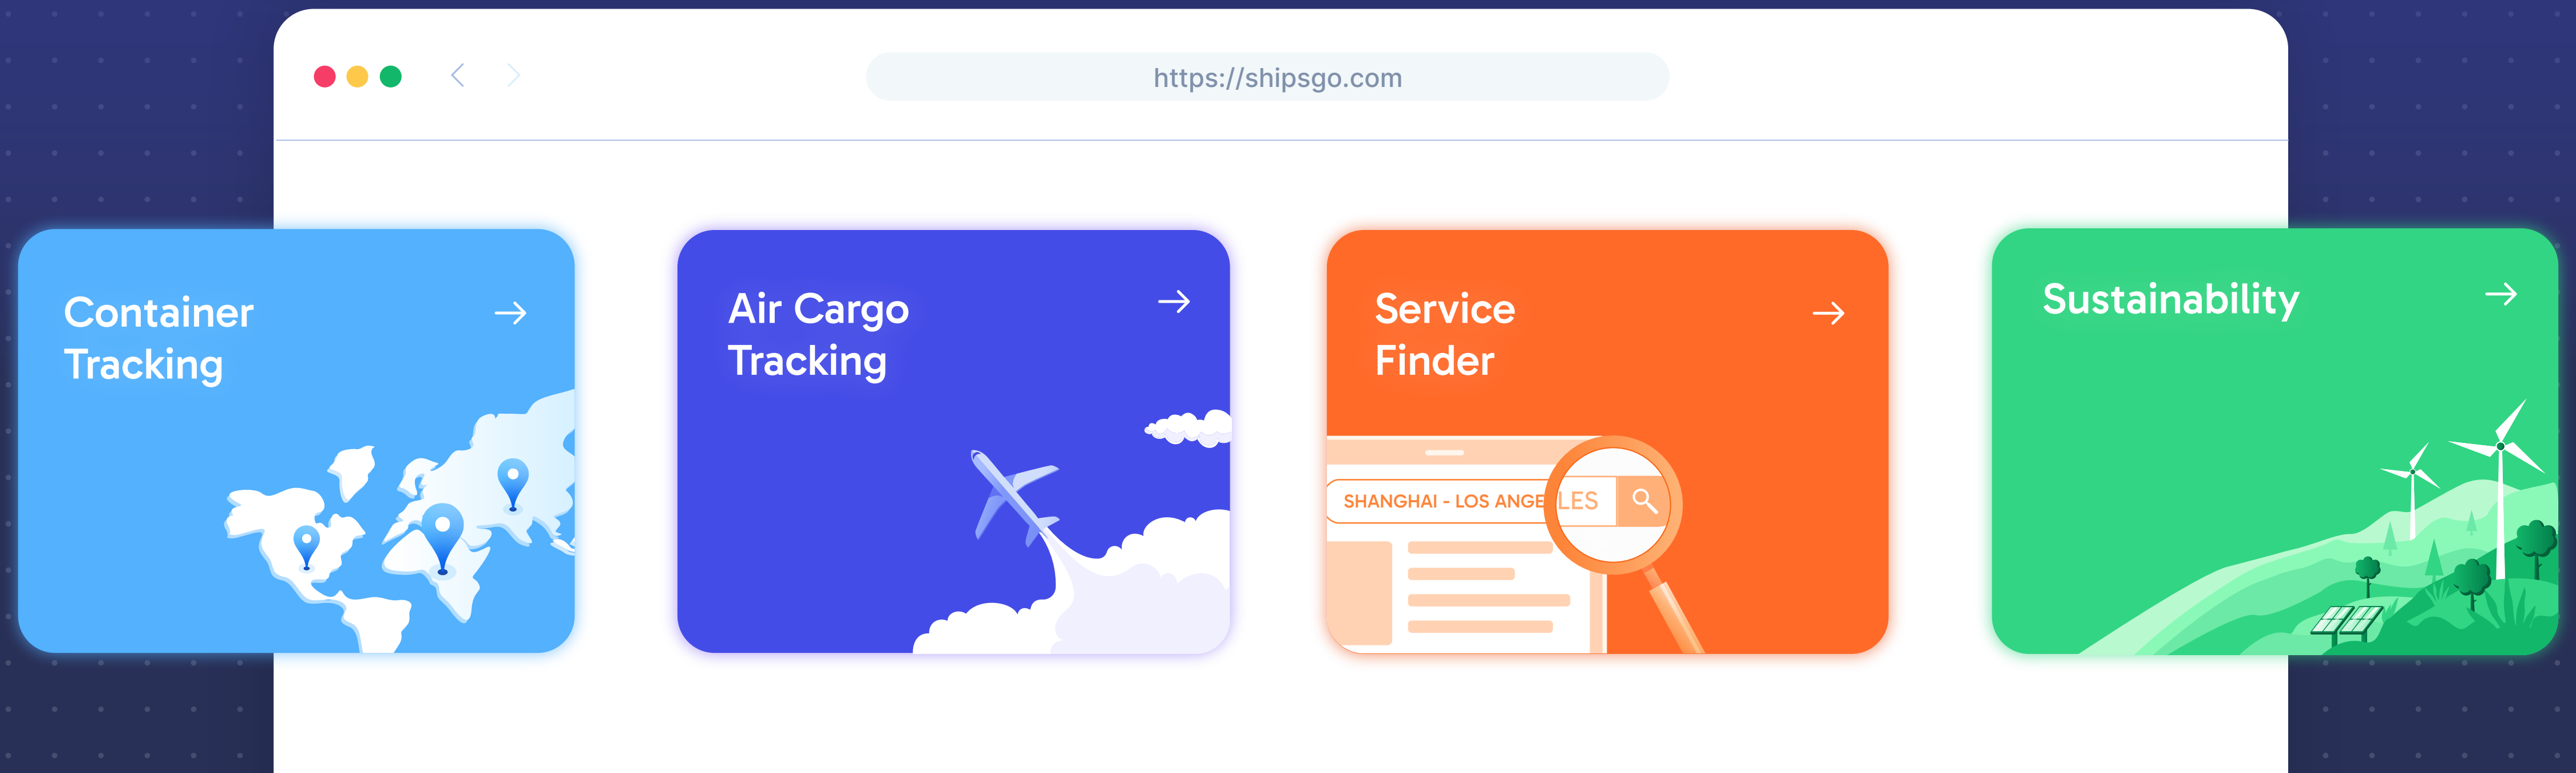 https://shipsgo.com
Container
Tracking
Air Cargo
Tracking
Service
Finder
SHANGHAI - LOS ANGELES
Sustainability